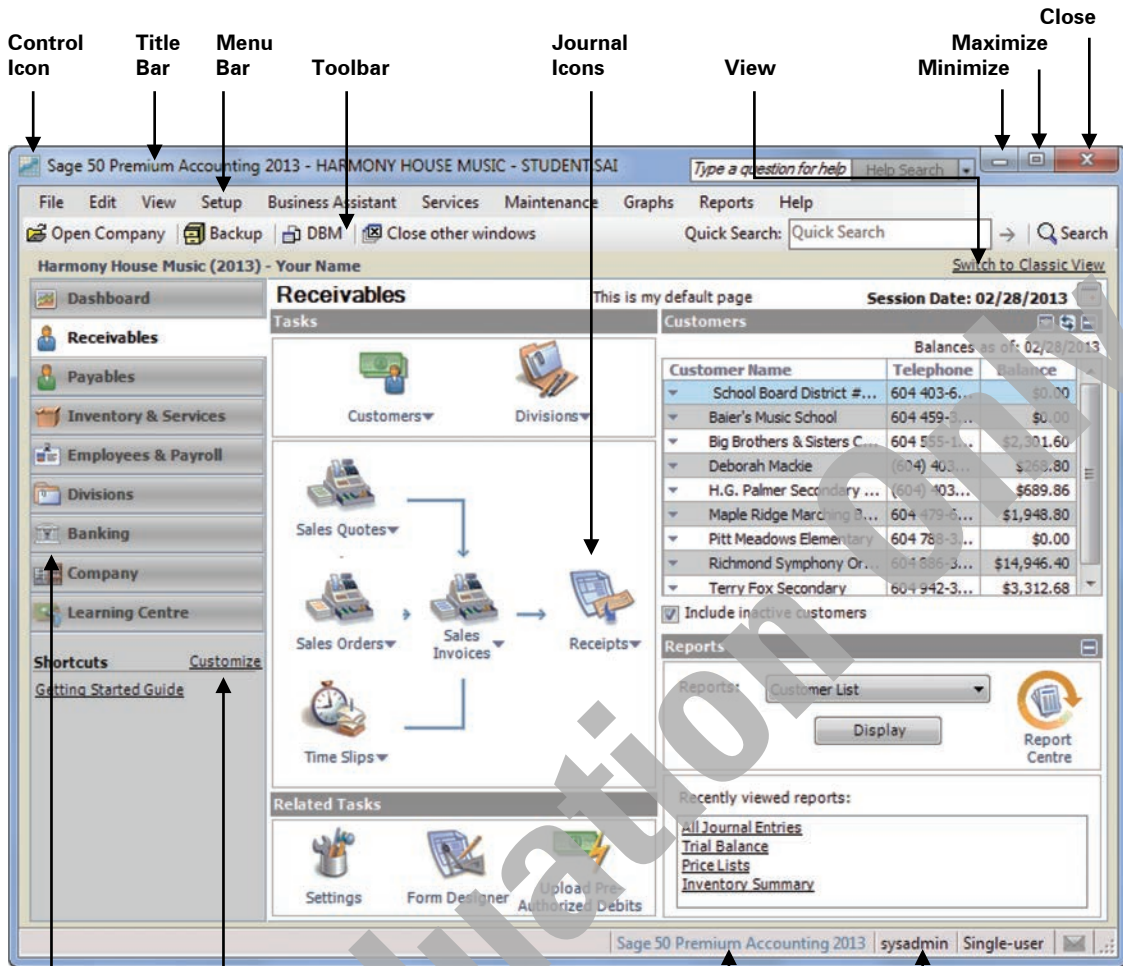 Close
Control Icon
Title Bar
Menu Bar
Toolbar
Journal Icons
View
Maximize
Minimize
Sage 50 Premium Accounting 2013 - HARMONY HOUSE MUSIC - STUDENT.SAI
Type a question for help
Help Search
File Edit View Setup Business Assistant Services Maintenance Graphs Reports Help
Open Company Backup DBM Close other windows Quick Search: Quick Search Search
Harmony House Music (2013) - Your Name
Switch to Classic View
Dashboard
Receivables
Payables
Inventory & Services
Employees & Payroll
Divisions
Banking
Company
Learning Centre
Shortcuts Customize
Getting Started Guide
Receivables
This is my default page
Session Date: 02/28/2013
Tasks
Customers
Divisions
Sales Quotes
Sales Orders
Sales Invoices
Receipts
Time Slips
Related Tasks
Settings
Form Designer
Upload Pre-Authorized Debits
Customers
Balances as of: 02/28/2013
Customer Name Telephone Balance
School Board District #... 604 403-6... $0.00
Baier's Music School 604 459-3... $0.00
Big Brothers & Sisters C... 604 555-1... $2,301.60
Deborah Mackie (604) 403... $268.80
H.G. Palmer Secondary ... (604) 403... $689.86
Maple Ridge Marching B... 604 479-6... $1,948.80
Pitt Meadows Elementary 604 788-3... $0.00
Richmond Symphony Or... 604 886-3... $14,946.40
Terry Fox Secondary 604 942-3... $3,312.68
Include inactive customers
Reports
Reports: Customer List
Display
Report Centre
Recently viewed reports:
All Journal Entries
Trial Balance
Price Lists
Inventory Summary
Sage 50 Premium Accounting 2013 sysadmin Single-user